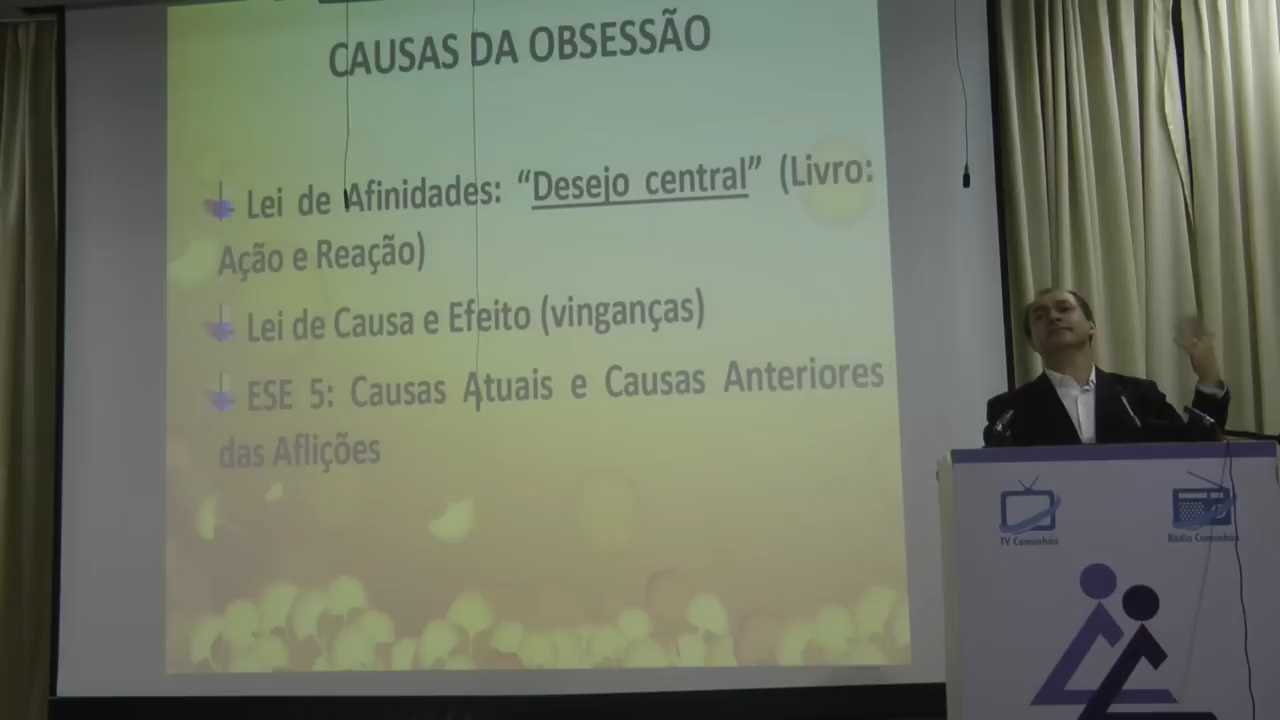 CAUSAS DA OBSESSÃO
Lei de Afinidades: “Desejo central” (Livro:
Ação e Reação)
Lei de Causa e Efeito (vinganças)
ESE 5: Causas Atuais e Causas Anteriores
das Aflições
TV Comunhão
Rádio Comunhão